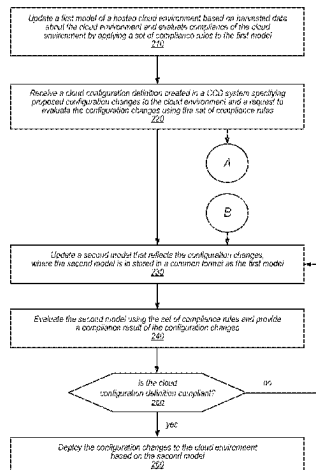 Update a first model of a hosted cloud environment based on harvested data
about the cloud environment and evaluate compliance of the cloud
environment by applying a set of compliance rules to the first model
210
Receive a cloud configuration definition created in a CCD system specifying
proposed configuration changes to the cloud environment and a request to
evaluate the configuration changes using the set of compliance rules
220
A
B
Update a second model that reflects the configuration changes,
where the second model is in stored in a common format as the first model
230
Evaluate the second model using the set of compliance rules and provide
a compliance result of the configuration changes
240
Is the cloud
configuration definition compliant?
no
yes
Deploy the configuration changes to the cloud environment
based on the second model